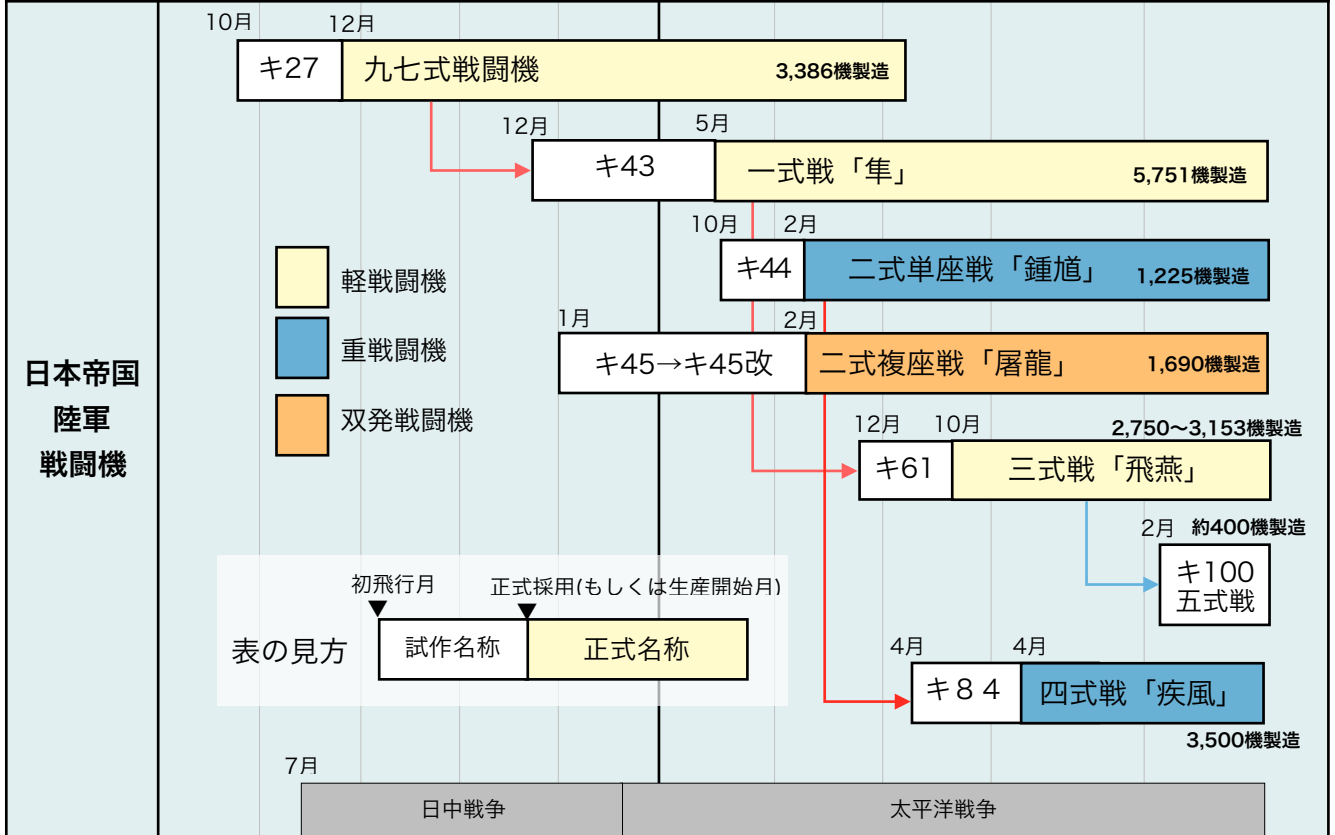 10月
12月
キ27
九七式戦闘機
3,386機製造
12月
5月
キ43
一式戦「隼」
5,751機製造
10月
2月
キ44
二式単座戦「鍾馗」
1,225機製造
軽戦闘機
重戦闘機
双発戦闘機
1月
2月
キ45→キ45改
二式複座戦「屠龍」
1,690機製造
日本帝国
陸軍
戦闘機
12月
10月
2,750〜3,153機製造
キ61
三式戦「飛燕」
2月
約400機製造
キ100
五式戦
初飛行月
正式採用(もしくは生産開始月)
表の見方
試作名称
正式名称
4月
4月
キ８４
四式戦「疾風」
3,500機製造
7月
日中戦争
太平洋戦争